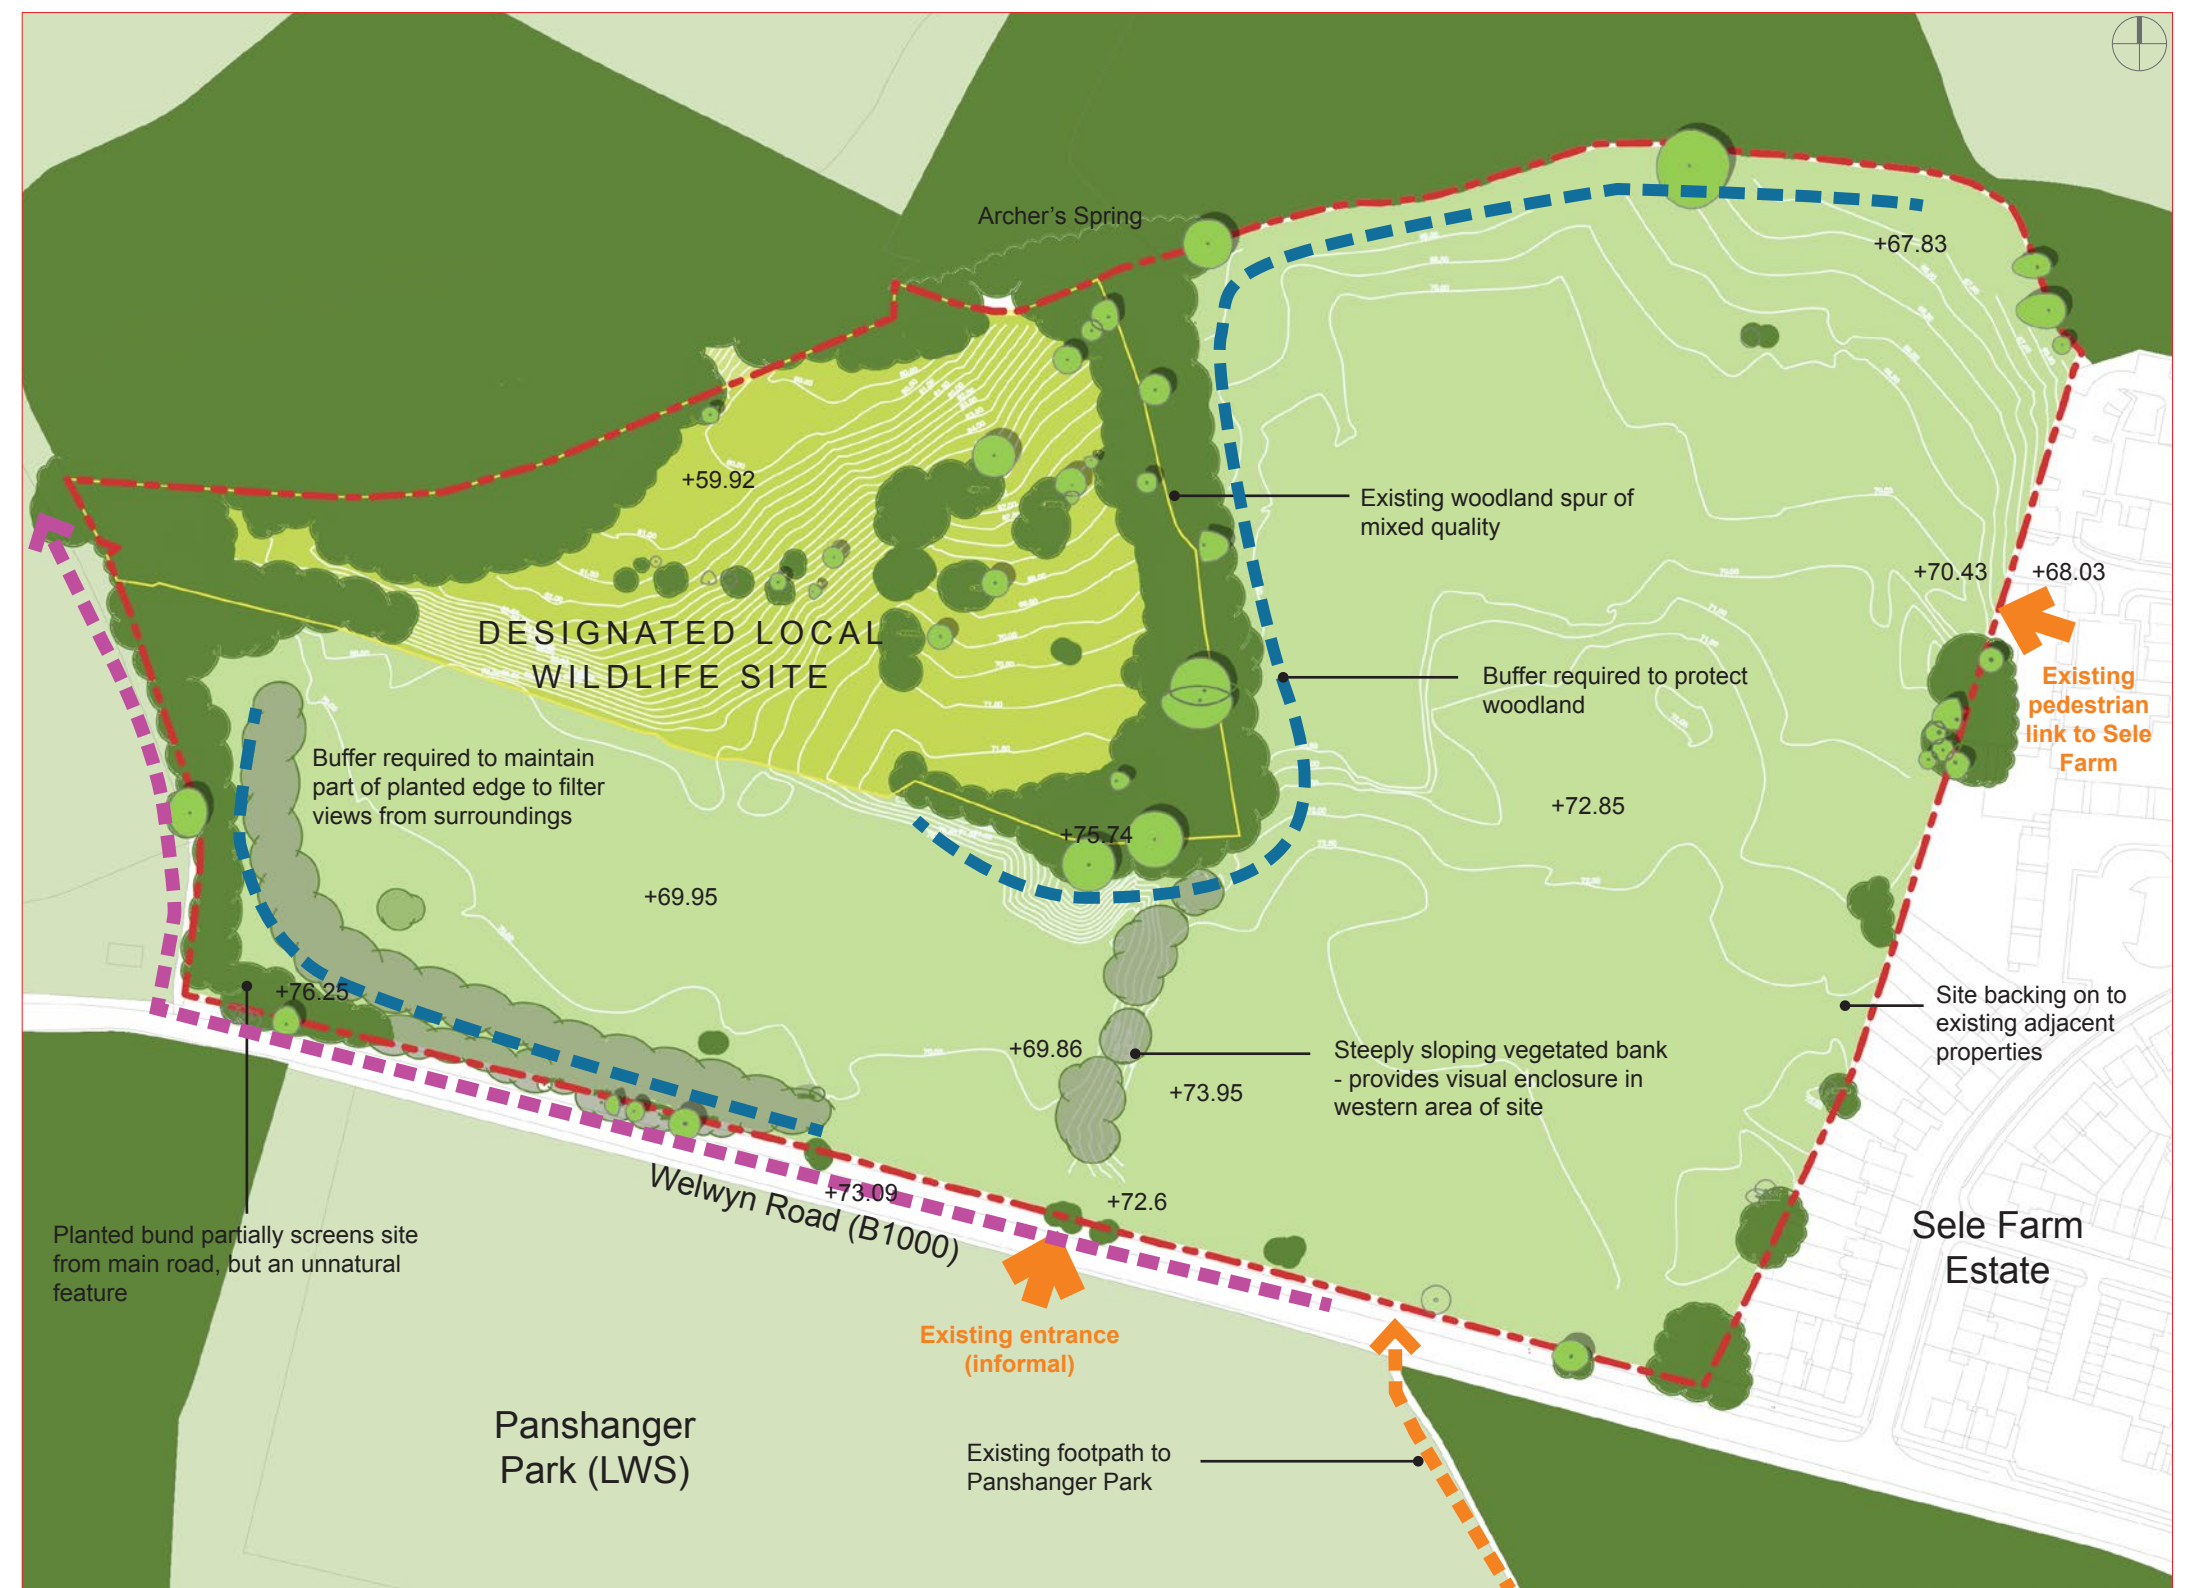 Archer's Spring
+67.83
+59.92
Existing woodland spur of
mixed quality
+70.43
+68.03
DESIGNATED LOCAL
WILDLIFE SITE
Existing
pedestrian
link to Sele
Farm
Buffer required to protect
woodland
Buffer required to maintain
part of planted edge to filter
views from surroundings
+72.85
+75.74
+69.95
+76.25
Site backing on to
existing adjacent
properties
+69.86
+73.95
Steeply sloping vegetated bank
- provides visual enclosure in
western area of site
+73.09
+72.6
Welwyn Road (B1000)
Planted bund partially screens site
from main road, but an unnatural
feature
Sele Farm
Estate
Existing entrance
(informal)
Panshanger
Park (LWS)
Existing footpath to
Panshanger Park